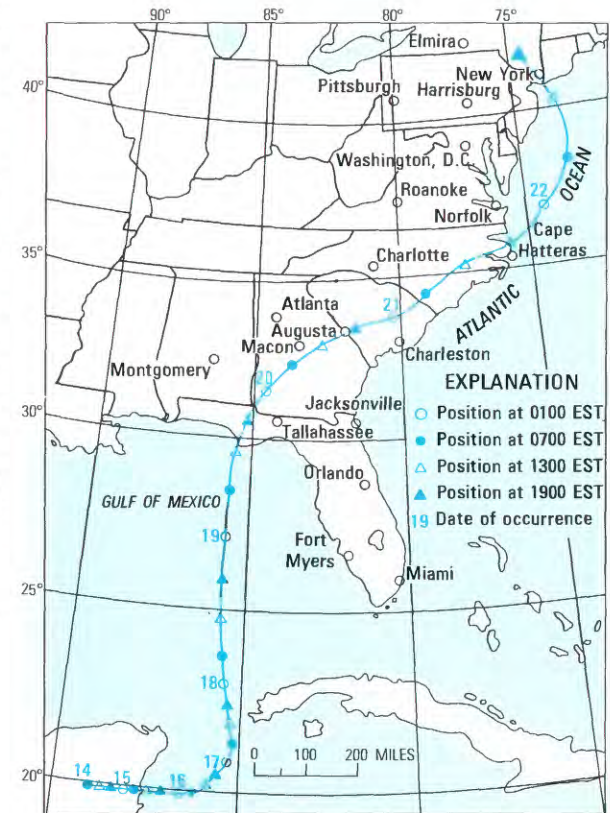 90°
85°
80°
75°
Elmira
40°
New York
Pittsburgh
Harrisburg
Washington, D.C.
Roanoke
22
OCEAN
Norfolk
Cape
Hatteras
35°
Charlotte
ATLANTIC
21
Atlanta
Augusta
Macon
Charleston
Montgomery
20
EXPLANATION
Jacksonville
30°
Position at 0100 EST
Tallahassee
Position at 0700 EST
Position at 1300 EST
GULF OF MEXICO
Orlando
Position at 1900 EST
19
19 Date of occurrence
Fort
Myers
Miami
25°
18
17
0 100 200 MILES
20°
14
15
16